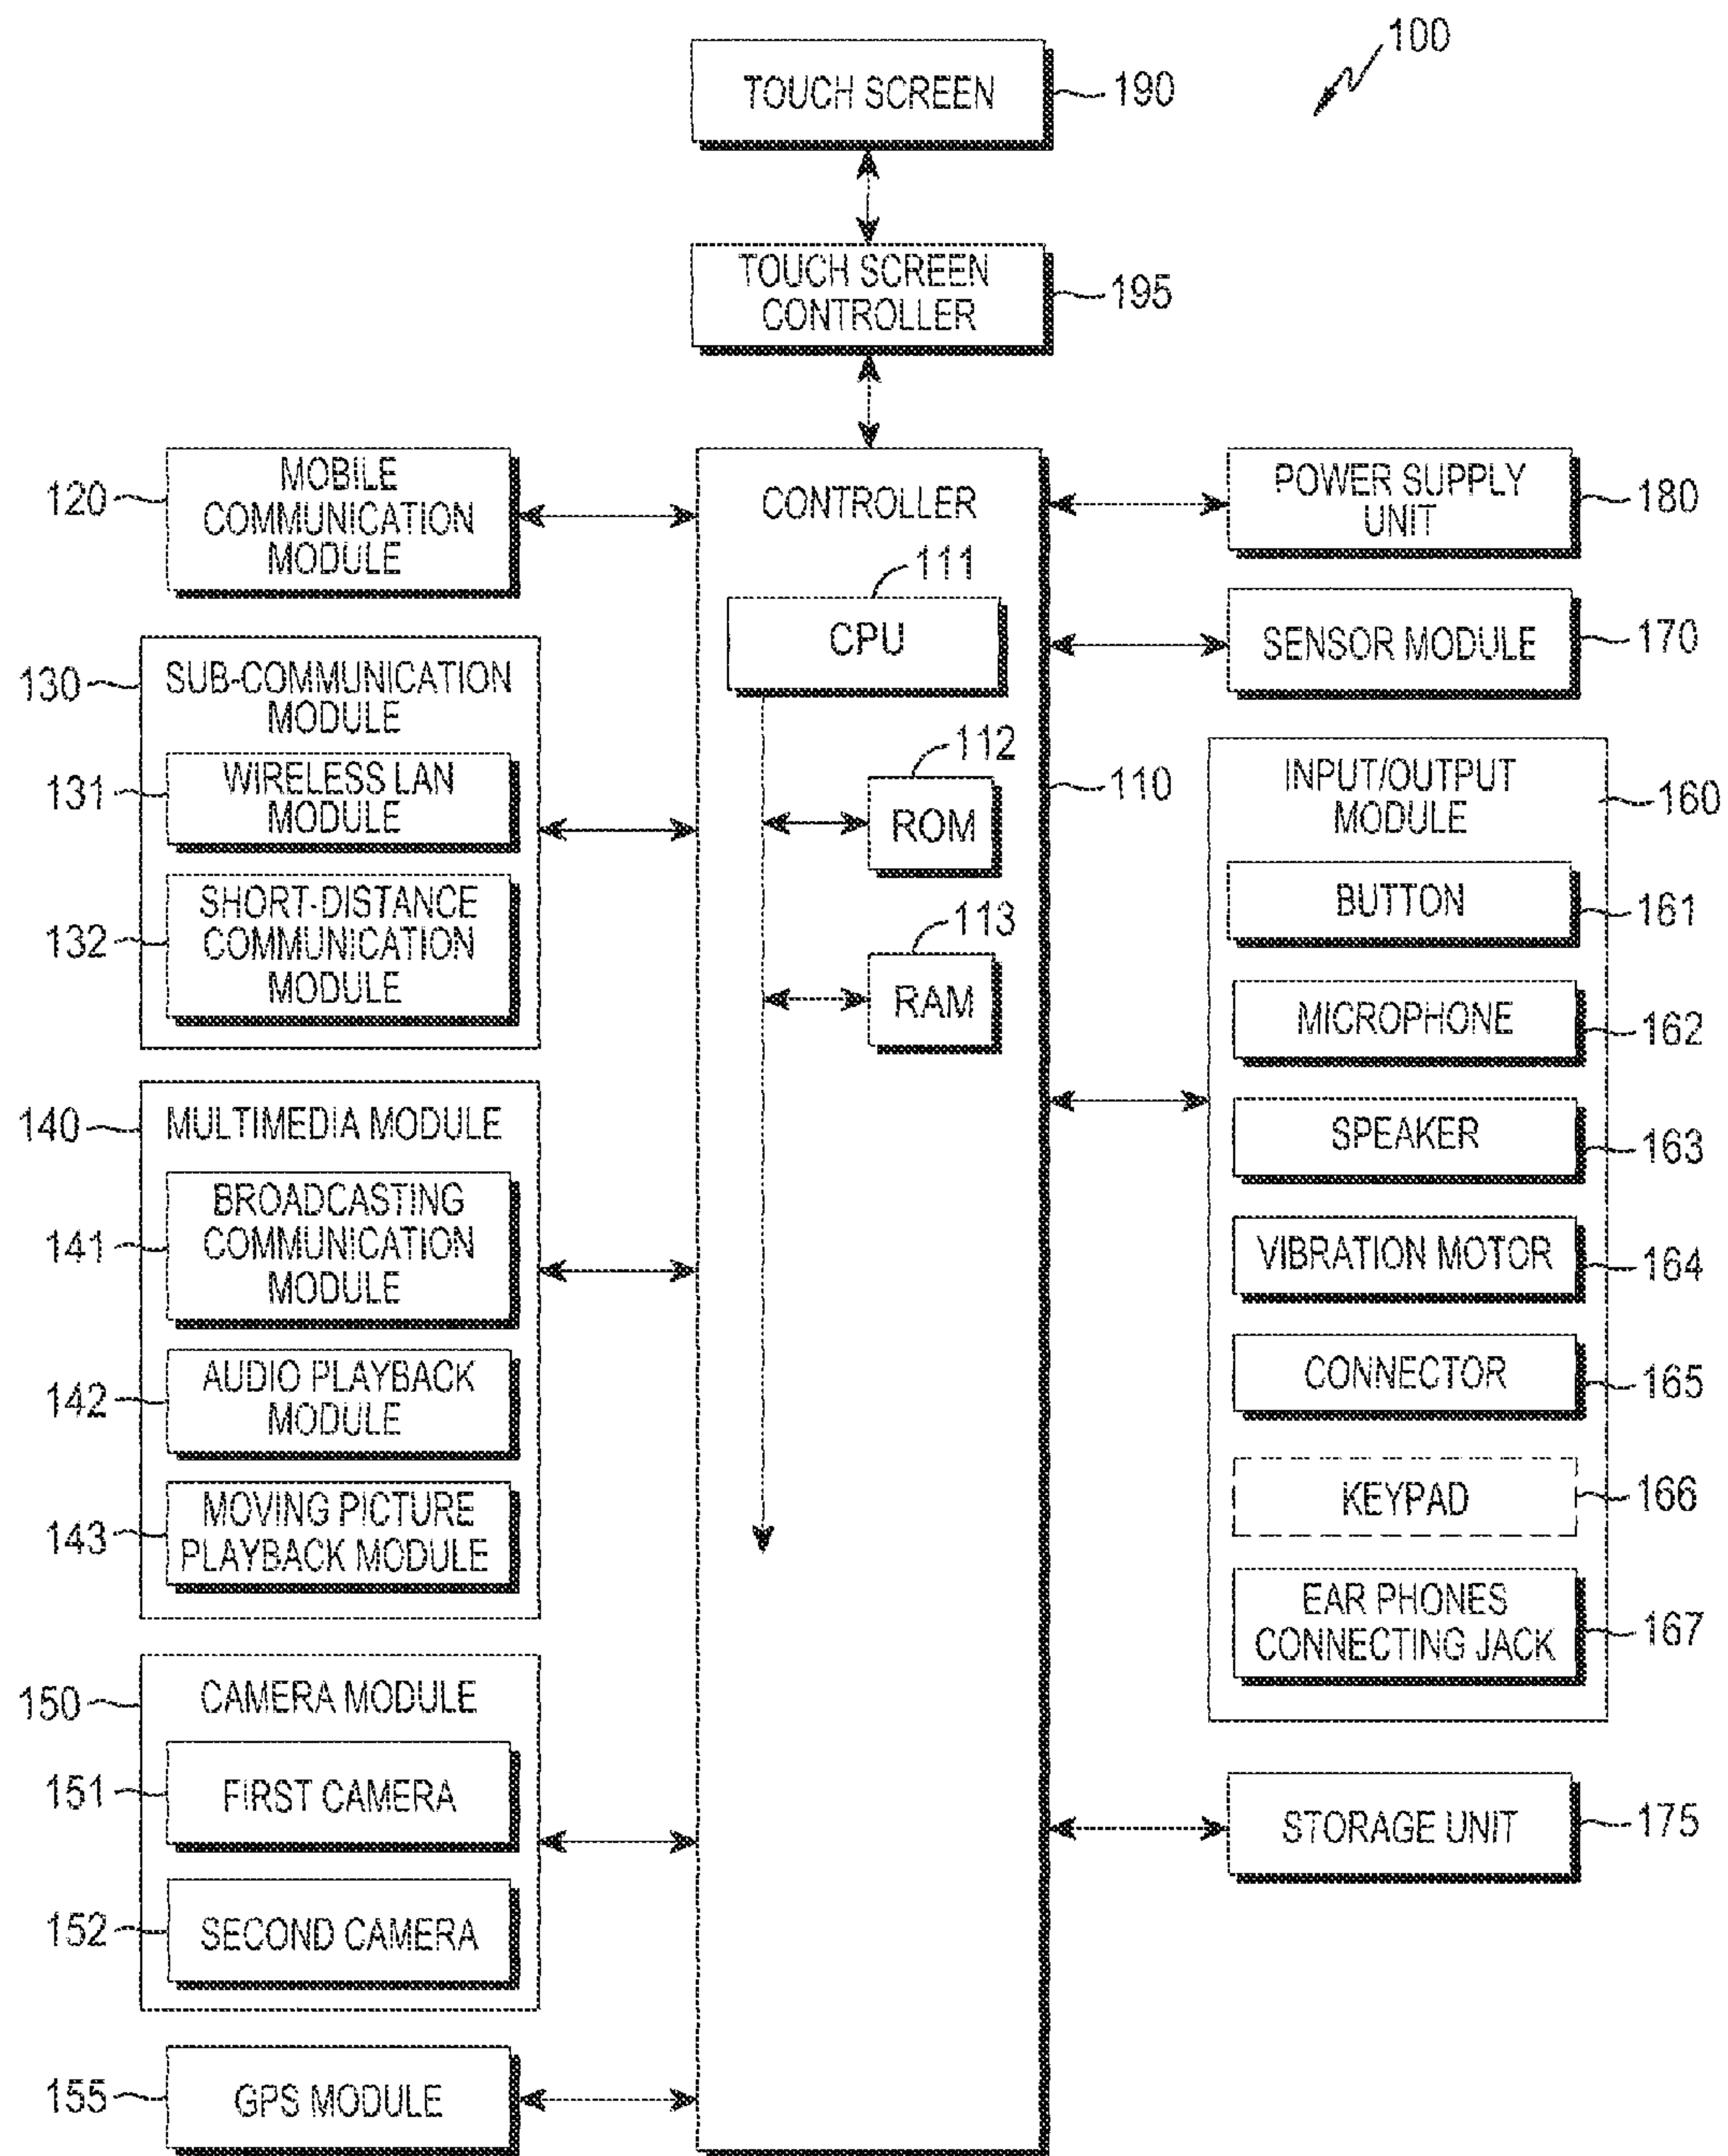 100
TOUCH SCREEN
190
TOUCH SCREEN
CONTROLLER
195
120
MOBILE
COMMUNICATION
MODULE
130
SUB-COMMUNICATION
MODULE
131
WIRELESS LAN
MODULE
132
SHORT-DISTANCE
COMMUNICATION
MODULE
140
MULTIMEDIA MODULE
141
BROADCASTING
COMMUNICATION
MODULE
142
AUDIO PLAYBACK
MODULE
143
MOVING PICTURE
PLAYBACK MODULE
150
CAMERA MODULE
151
FIRST CAMERA
152
SECOND CAMERA
155
GPS MODULE
CONTROLLER
111
CPU
112
ROM
113
RAM
110
POWER SUPPLY
UNIT
180
SENSOR MODULE
170
INPUT/OUTPUT
MODULE
160
BUTTON
161
MICROPHONE
162
SPEAKER
163
VIBRATION MOTOR
164
CONNECTOR
165
KEYPAD
166
EAR PHONES
CONNECTING JACK
167
STORAGE UNIT
175